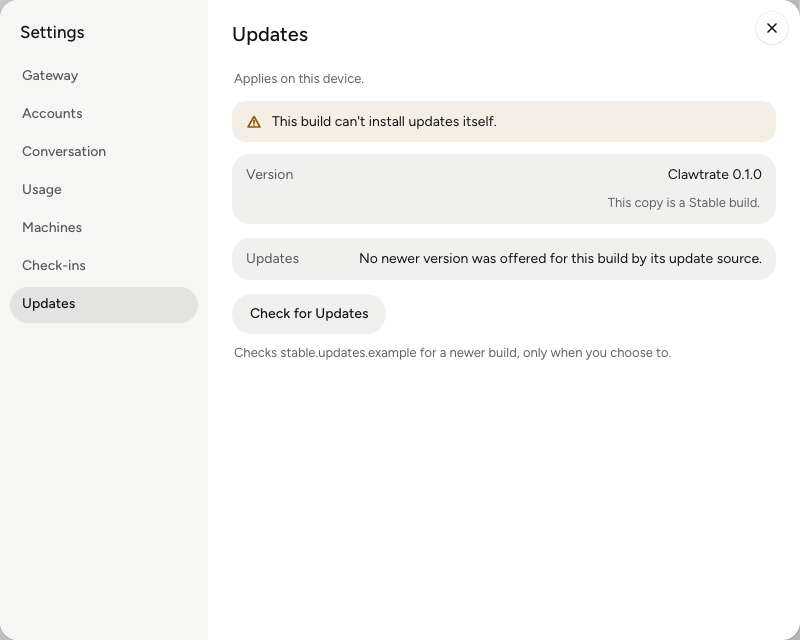 Settings
Gateway
Accounts
Conversation
Usage
Machines
Check-ins
Updates
Updates
Applies on this device.
This build can't install updates itself.
Version
Clawtrate 0.1.0
This copy is a Stable build.
Updates
No newer version was offered for this build by its update source.
Check for Updates
Checks stable.updates.example for a newer build, only when you choose to.